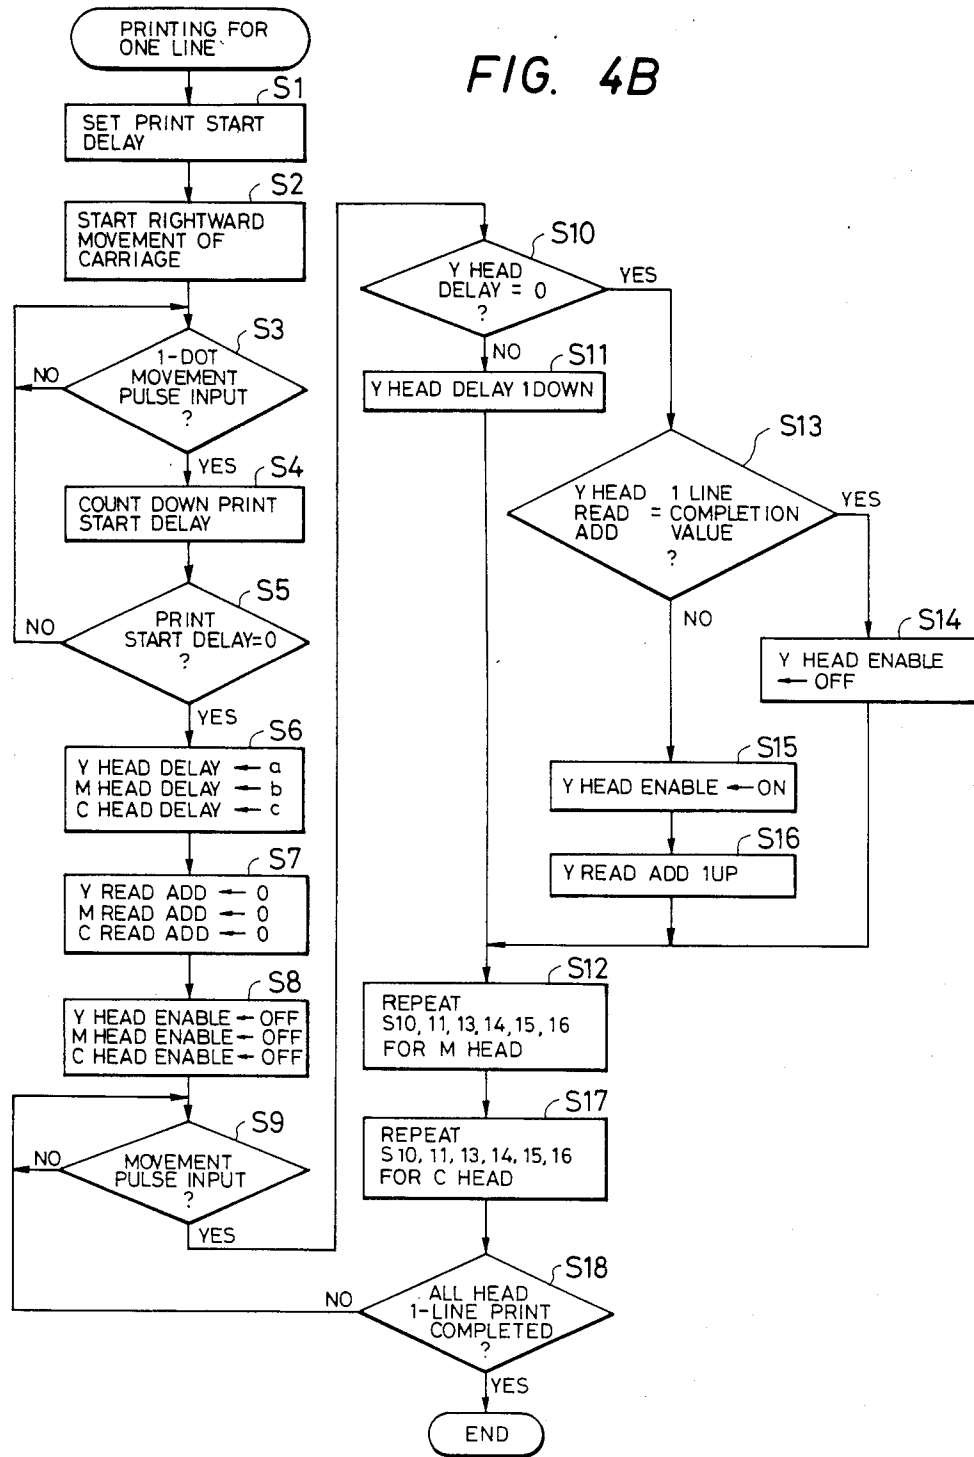 FIG. 4B
PRINTING FOR
ONE LINE
S1
SET PRINT START
DELAY
S2
START RIGHTWARD
MOVEMENT OF
CARRIAGE
S3
1-DOT
MOVEMENT
PULSE INPUT
?
NO
YES
S4
COUNT DOWN PRINT
START DELAY
S5
PRINT
START DELAY=0
?
NO
YES
S6
Y HEAD DELAY ← a
M HEAD DELAY ← b
C HEAD DELAY ← c
S7
Y READ ADD ← 0
M READ ADD ← 0
C READ ADD ← 0
S8
Y HEAD ENABLE ← OFF
M HEAD ENABLE ← OFF
C HEAD ENABLE ← OFF
S9
MOVEMENT
PULSE INPUT
?
NO
YES
S10
Y HEAD
DELAY = 0
?
YES
NO
S11
Y HEAD DELAY 1DOWN
S13
Y HEAD 1 LINE
READ = COMPLETION
ADD VALUE
?
YES
NO
S14
Y HEAD ENABLE
← OFF
S15
Y HEAD ENABLE ← ON
S16
Y READ ADD 1UP
S12
REPEAT
S10, 11, 13, 14, 15, 16
FOR M HEAD
S17
REPEAT
S10, 11, 13, 14, 15, 16
FOR C HEAD
S18
ALL HEAD
1-LINE PRINT
COMPLETED
?
NO
YES
END